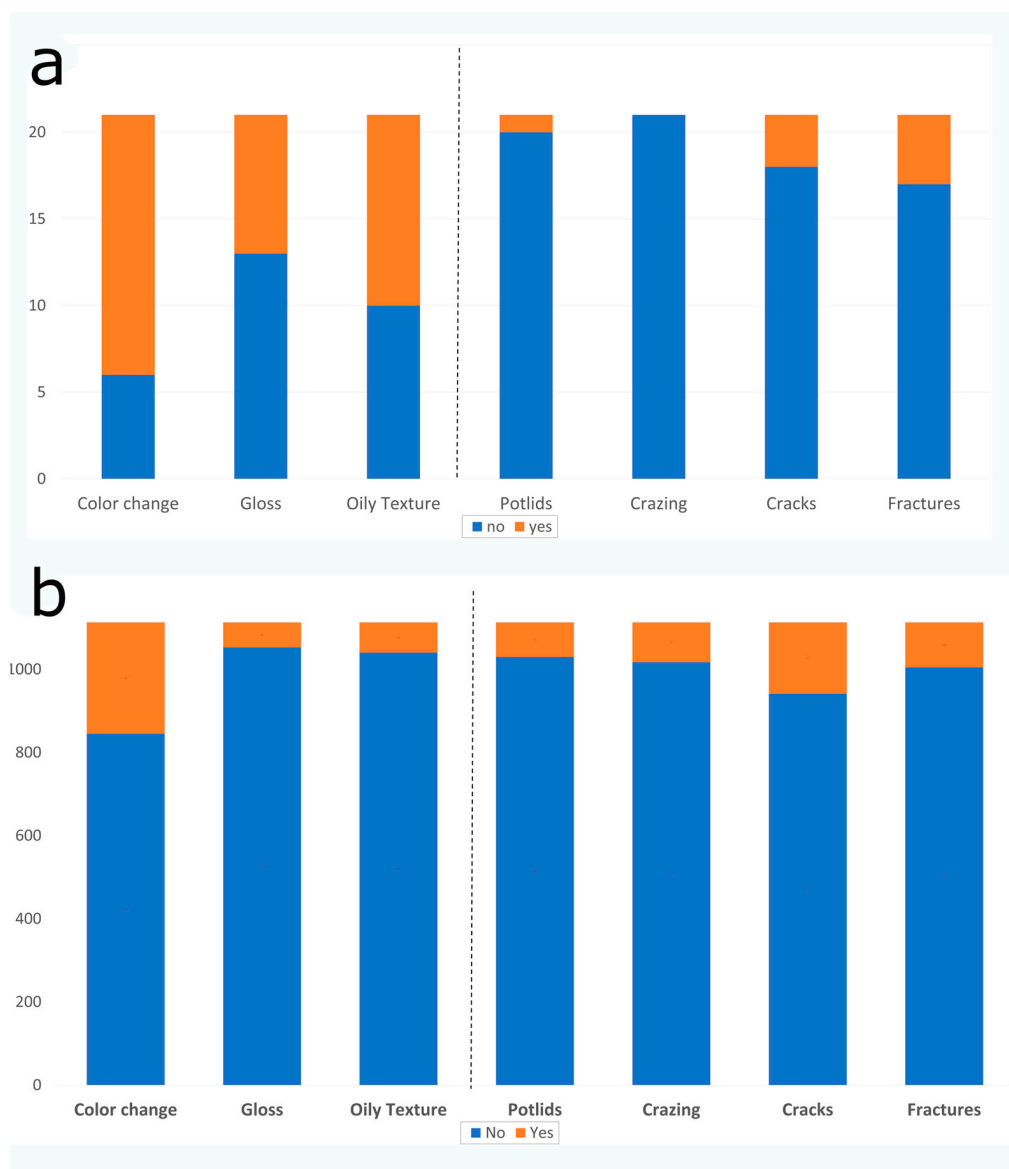 a
20
15
10
5
0
Color change Gloss Oily Texture Potlids Crazing Cracks Fractures
no yes
b
1000
800
600
400
200
0
Color change Gloss Oily Texture Potlids Crazing Cracks Fractures
No Yes